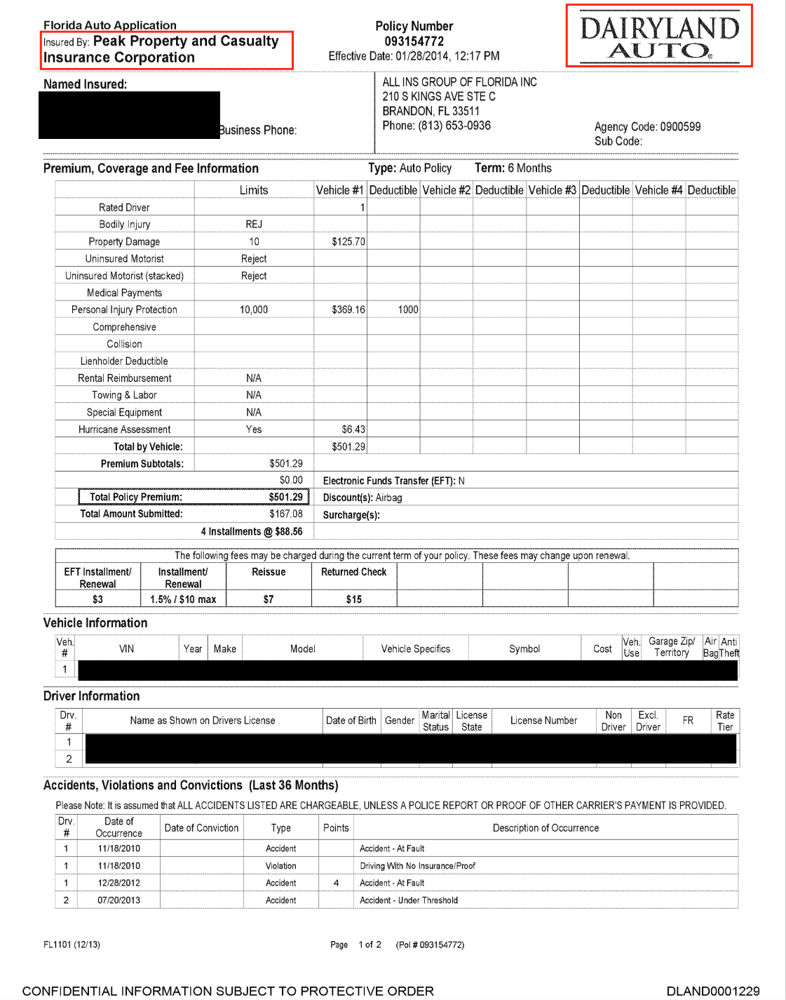 Florida Auto Application
Insured By: Peak Property and Casualty
Insurance Corporation
Policy Number
093154772
Effective Date: 01/28/2014, 12:17 PM
DAIRYLAND
AUTO®
Named Insured:
Business Phone:
ALL INS GROUP OF FLORIDA INC
210 S KINGS AVE STE C
BRANDON, FL 33511
Phone: (813) 653-0936
Agency Code: 0900599
Sub Code:
Premium, Coverage and Fee Information Type: Auto Policy Term: 6 Months
Limits Vehicle #1 Deductible Vehicle #2 Deductible Vehicle #3 Deductible Vehicle #4 Deductible
Rated Driver 1
Bodily Injury REJ
Property Damage 10 $125.70
Uninsured Motorist Reject
Uninsured Motorist (stacked) Reject
Medical Payments
Personal Injury Protection 10,000 $369.16 1000
Comprehensive
Collision
Lienholder Deductible
Rental Reimbursement N/A
Towing & Labor N/A
Special Equipment N/A
Hurricane Assessment Yes $6.43
Total by Vehicle: $501.29
Premium Subtotals: $501.29
$0.00 Electronic Funds Transfer (EFT): N
Total Policy Premium: $501.29 Discount(s): Airbag
Total Amount Submitted: $167.08 Surcharge(s):
4 Installments @ $88.56
The following fees may be charged during the current term of your policy. These fees may change upon renewal.
EFT Installment/ Installment/ Reissue Returned Check
Renewal Renewal
$3 1.5% / $10 max $7 $15
Vehicle Information
Veh. # VIN Year Make Model Vehicle Specifics Symbol Cost Veh. Use Garage Zip/ Territory Air Bag Anti Theft
1
Driver Information
Drv. # Name as Shown on Drivers License Date of Birth Gender Marital Status License State License Number Non Driver Excl. Driver FR Rate Tier
1
2
Accidents, Violations and Convictions (Last 36 Months)
Please Note: It is assumed that ALL ACCIDENTS LISTED ARE CHARGEABLE, UNLESS A POLICE REPORT OR PROOF OF OTHER CARRIER'S PAYMENT IS PROVIDED.
Drv. # Date of Occurrence Date of Conviction Type Points Description of Occurrence
1 11/18/2010 Accident Accident - At Fault
1 11/18/2010 Violation Driving With No Insurance/Proof
1 12/28/2012 Accident 4 Accident - At Fault
2 07/20/2013 Accident Accident - Under Threshold
FL1101 (12/13) Page 1 of 2 (Pol # 093154772)
CONFIDENTIAL INFORMATION SUBJECT TO PROTECTIVE ORDER DLAND0001229